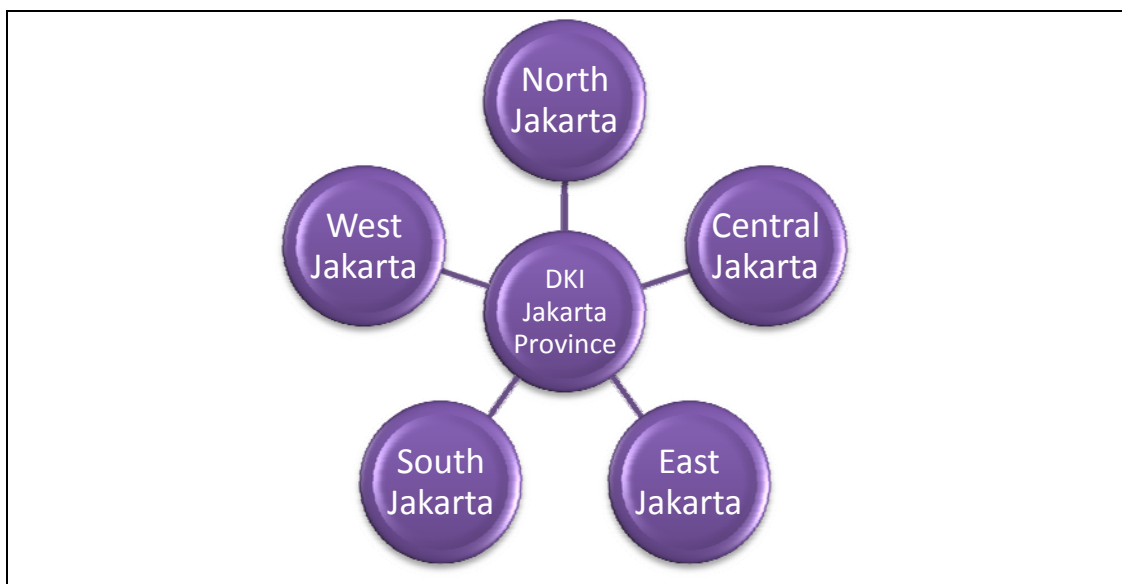 North
Jakarta
West
Jakarta
Central
Jakarta
DKI
Jakarta
Province
South
Jakarta
East
Jakarta